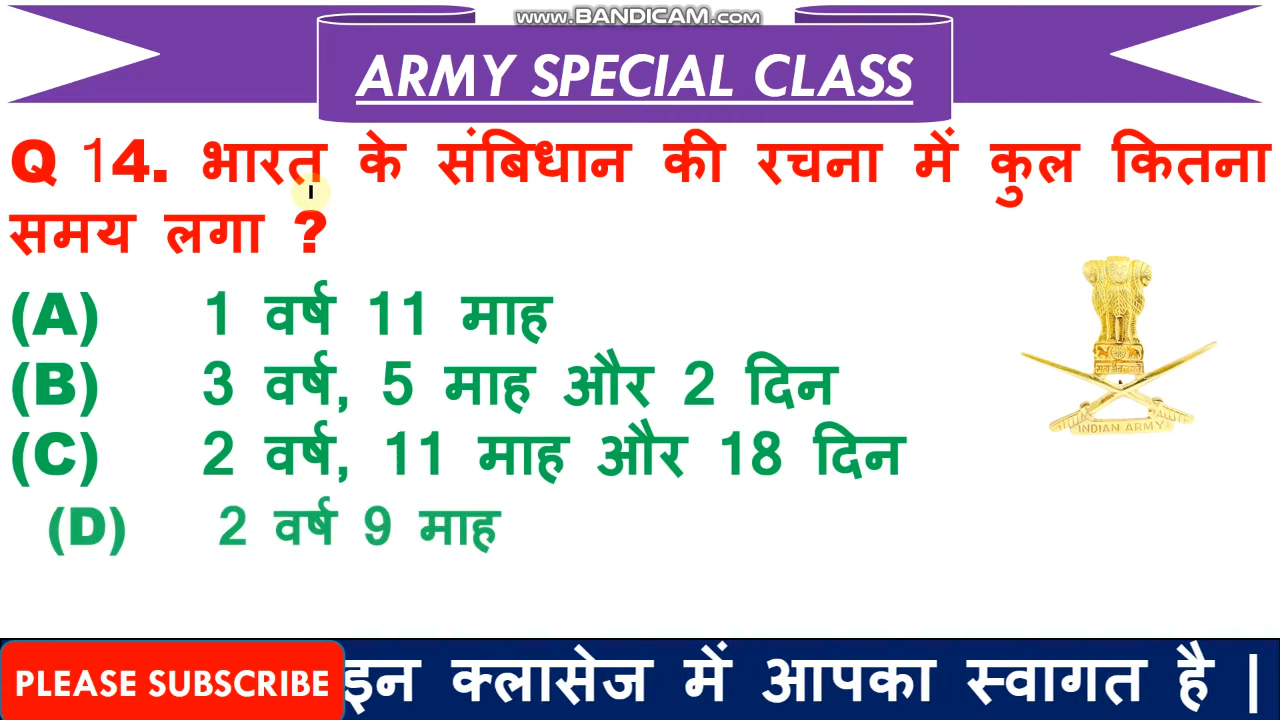 www.BANDICAM.com
ARMY SPECIAL CLASS
Q 14. भारत के संबिधान की रचना में कुल कितना
समय लगा ?
(A) 1 वर्ष 11 माह
(B) 3 वर्ष, 5 माह और 2 दिन
(C) 2 वर्ष, 11 माह और 18 दिन
(D) 2 वर्ष 9 माह
INDIAN ARMY
PLEASE SUBSCRIBE
इन क्लासेज में आपका स्वागत है |